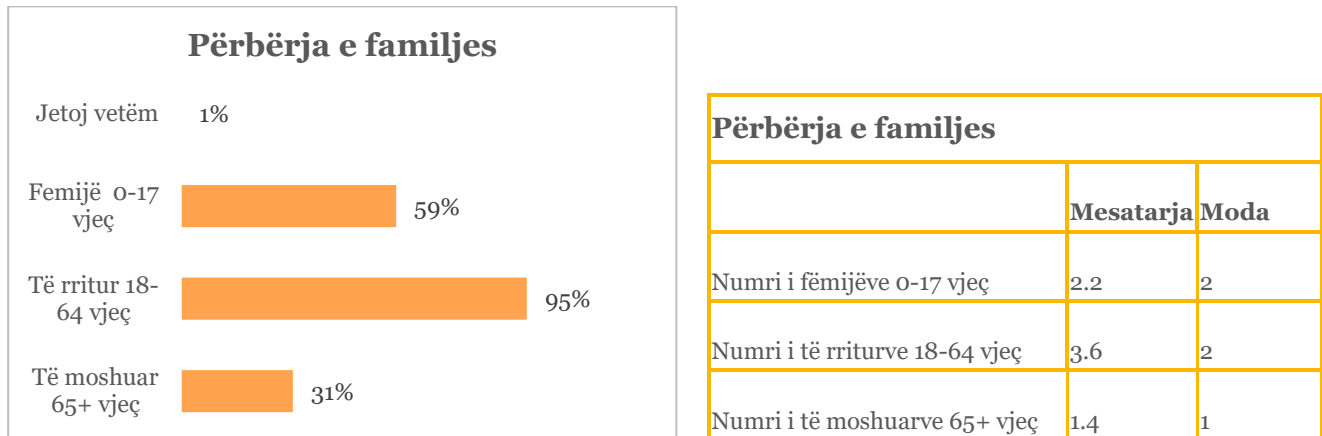 Përbërja e familjes
Jetoj vetëm 1%
Femijë 0-17
vjeç
59%
Të rritur 18-
64 vjeç
95%
Të moshuar
65+ vjeç
31%
Përbërja e familjes
Mesatarja Moda
Numri i fëmijëve 0-17 vjeç 2.2 2
Numri i të rriturve 18-64 vjeç 3.6 2
Numri i të moshuarve 65+ vjeç 1.4 1